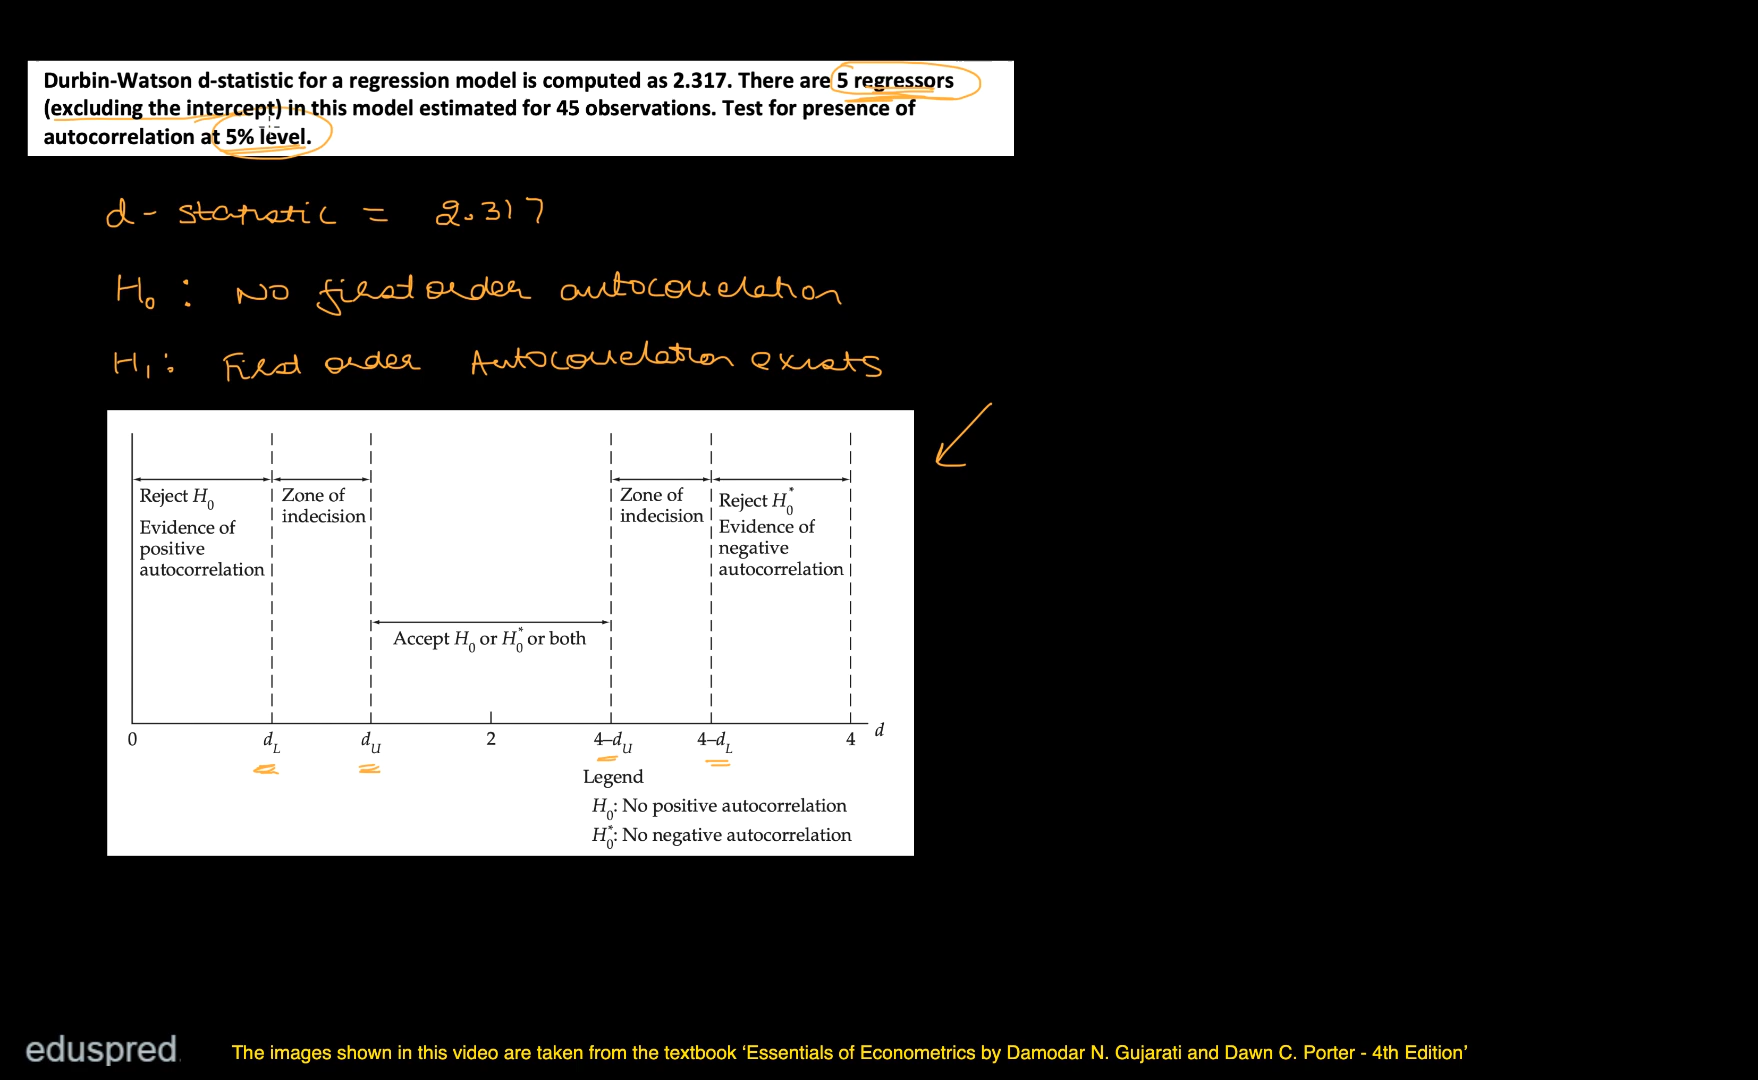 Durbin-Watson d-statistic for a regression model is computed as 2.317. There are 5 regressors
(excluding the intercept) in this model estimated for 45 observations. Test for presence of
autocorrelation at 5% level.
d - statistic = 2.317
H₀ : No first order autocorrelation
H₁ : First order Autocorrelation exists
Reject H₀
Evidence of
positive
autocorrelation
Zone of
indecision
Zone of
indecision
Reject H₀*
Evidence of
negative
autocorrelation
Accept H₀ or H₀* or both
0 dL dU 2 4–dU 4–dL 4 d
Legend
H₀: No positive autocorrelation
H₀*: No negative autocorrelation
eduspred
The images shown in this video are taken from the textbook ‘Essentials of Econometrics by Damodar N. Gujarati and Dawn C. Porter - 4th Edition’